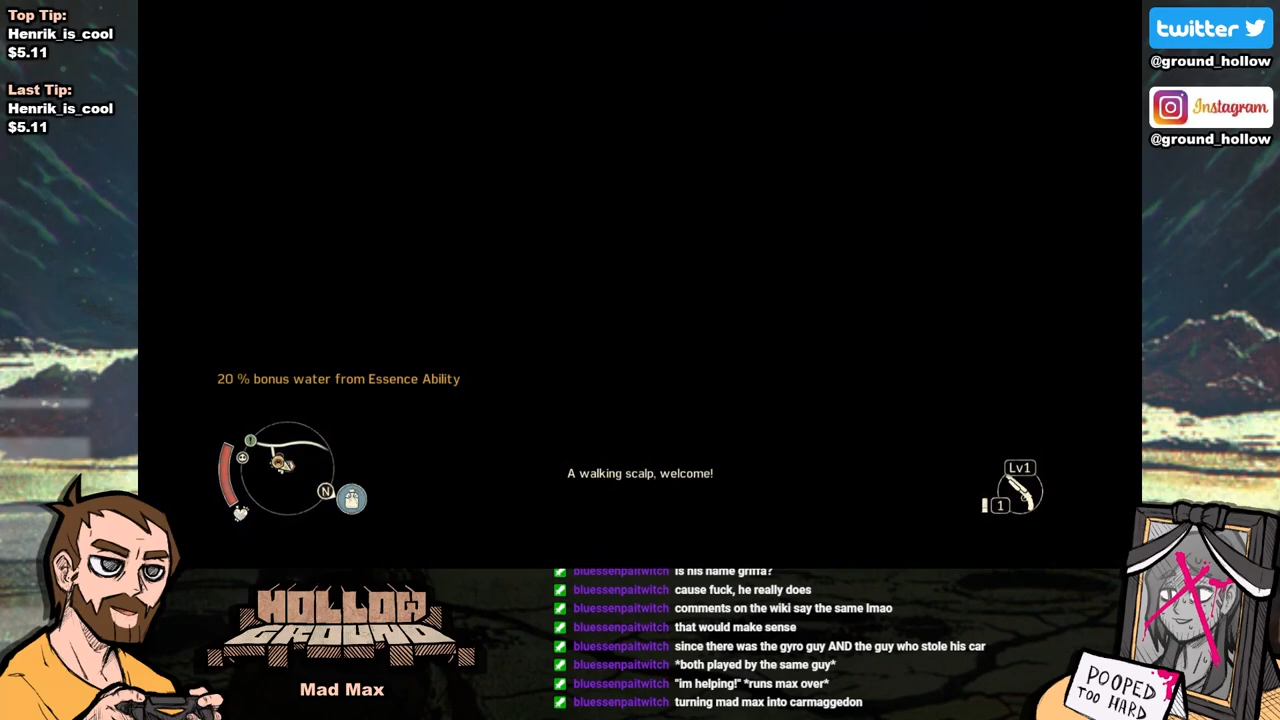 Top Tip:
Henrik_is_cool
$5.11
Last Tip:
Henrik_is_cool
$5.11
twitter
@ground_hollow
Instagram
@ground_hollow
20 % bonus water from Essence Ability
N
A walking scalp, welcome!
Lv1
1
HOLLOW
GROUND
Mad Max
bluessenpaitwitch is his name griffa?
bluessenpaitwitch cause fuck, he really does
bluessenpaitwitch comments on the wiki say the same lmao
bluessenpaitwitch that would make sense
bluessenpaitwitch since there was the gyro guy AND the guy who stole his car
bluessenpaitwitch *both played by the same guy*
bluessenpaitwitch "im helping!" *runs max over*
bluessenpaitwitch turning mad max into carmaggedon
POOPED
TOO HARD